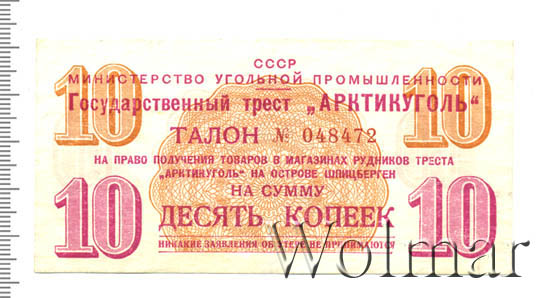 СССР
МИНИСТЕРСТВО УГОЛЬНОЙ ПРОМЫШЛЕННОСТИ
10 Государственный трест „АРКТИКУГОЛЬ“ 10
ТАЛОН № 048472
НА ПРАВО ПОЛУЧЕНИЯ ТОВАРОВ В МАГАЗИНАХ РУДНИКОВ ТРЕСТА
„АРКТИКУГОЛЬ“ НА ОСТРОВЕ ШПИЦБЕРГЕН
НА СУММУ
10 ДЕСЯТЬ КОПЕЕК 10
НИКАКИЕ ЗАЯВЛЕНИЯ ОБ УТЕРЕ НЕ ПРИНИМАЮТСЯ
Wolmar